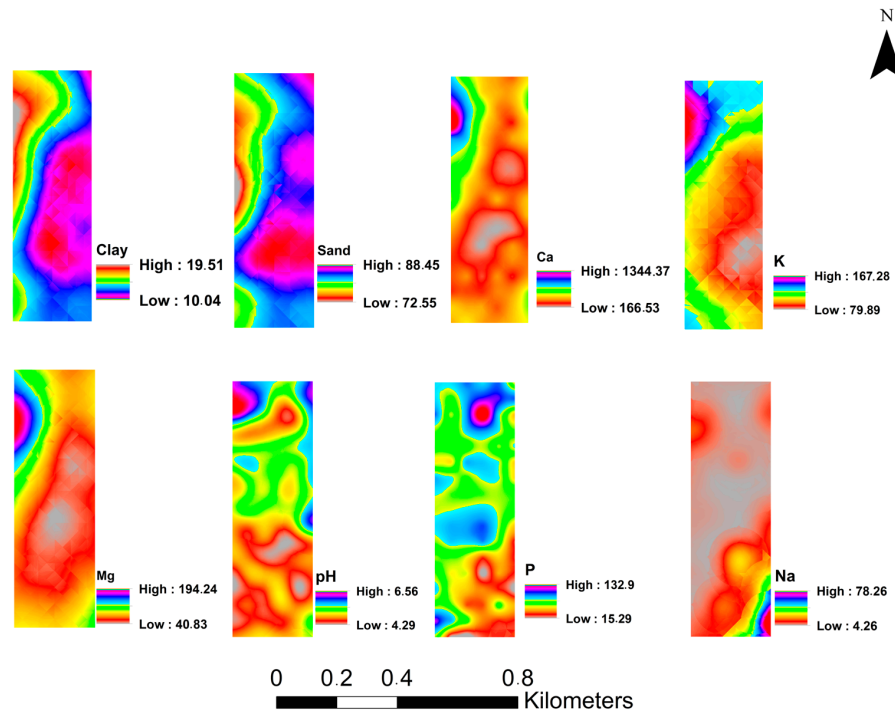 N
Clay
High : 19.51
Low : 10.04
Sand
High : 88.45
Low : 72.55
Ca
High : 1344.37
Low : 166.53
K
High : 167.28
Low : 79.89
Mg
High : 194.24
Low : 40.83
pH
High : 6.56
Low : 4.29
P
High : 132.9
Low : 15.29
Na
High : 78.26
Low : 4.26
0 0.2 0.4 0.8
Kilometers